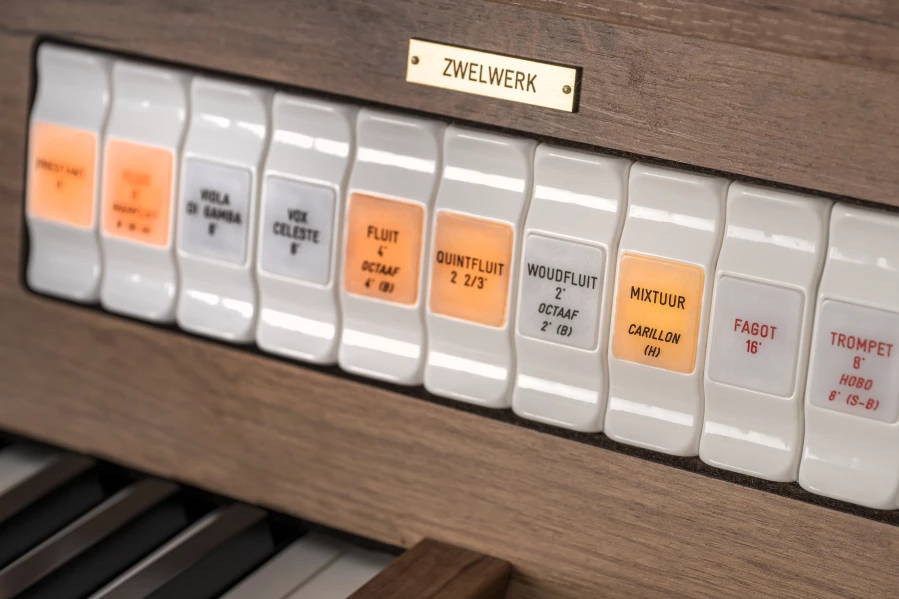 ZWELWERK
VIOLA
DI GAMBA
8'
VOX
CELESTE
8'
FLUIT
4'
OCTAAF
4' (B)
QUINTFLUIT
2 2/3'
WOUDFLUIT
2'
OCTAAF
2' (B)
MIXTUUR
CARILLON
(H)
FAGOT
16'
TROMPET
8'
HOBO
8' (S-B)